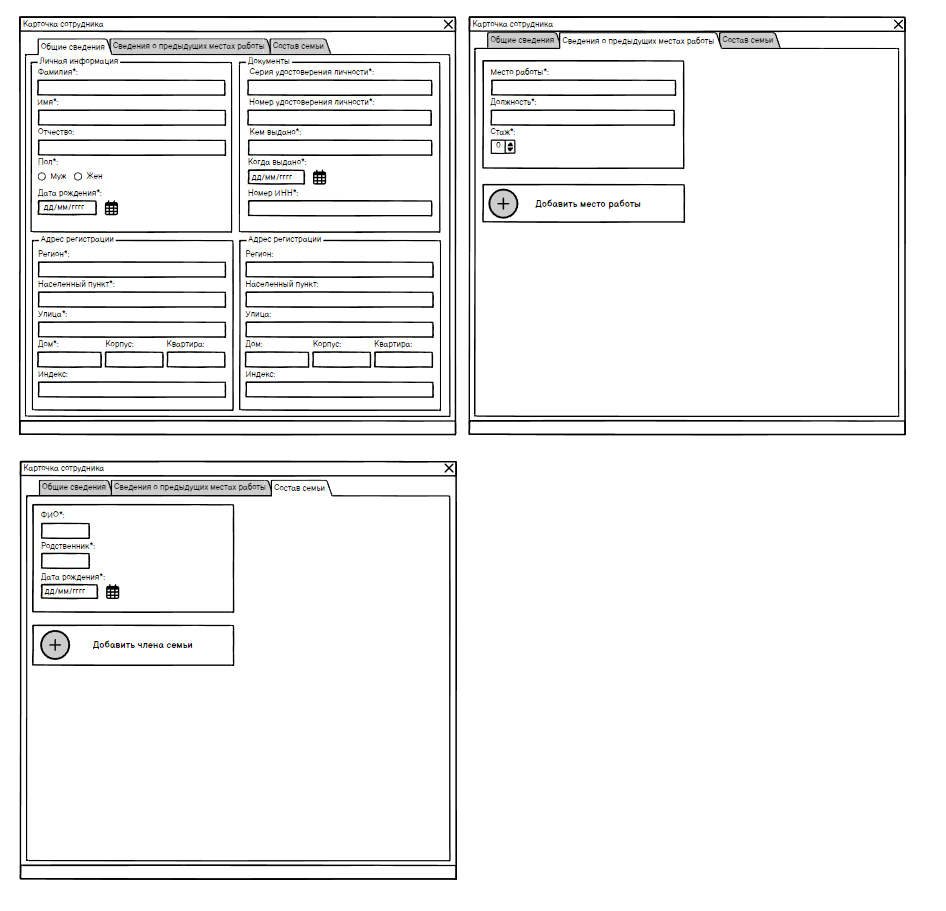 Карточка сотрудника
Общие сведения
Сведения о предыдущих местах работы
Состав семьи
Личная информация
Фамилия*:
Имя*:
Отчество:
Пол*:
Муж
Жен
Дата рождения*:
дд/мм/гггг
Документы
Серия удостоверения личности*:
Номер удостоверения личности*:
Кем выдано*:
Когда выдано*:
дд/мм/гггг
Номер ИНН*:
Адрес регистрации
Регион*:
Населенный пункт*:
Улица*:
Дом*:
Корпус:
Квартира:
Индекс:
Адрес регистрации
Регион:
Населенный пункт:
Улица:
Дом:
Корпус:
Квартира:
Индекс:
Карточка сотрудника
Общие сведения
Сведения о предыдущих местах работы
Состав семьи
Место работы*:
Должность*:
Стаж*:
0
Добавить место работы
Карточка сотрудника
Общие сведения
Сведения о предыдущих местах работы
Состав семьи
ФИО*:
Родственник*:
Дата рождения*:
дд/мм/гггг
Добавить члена семьи